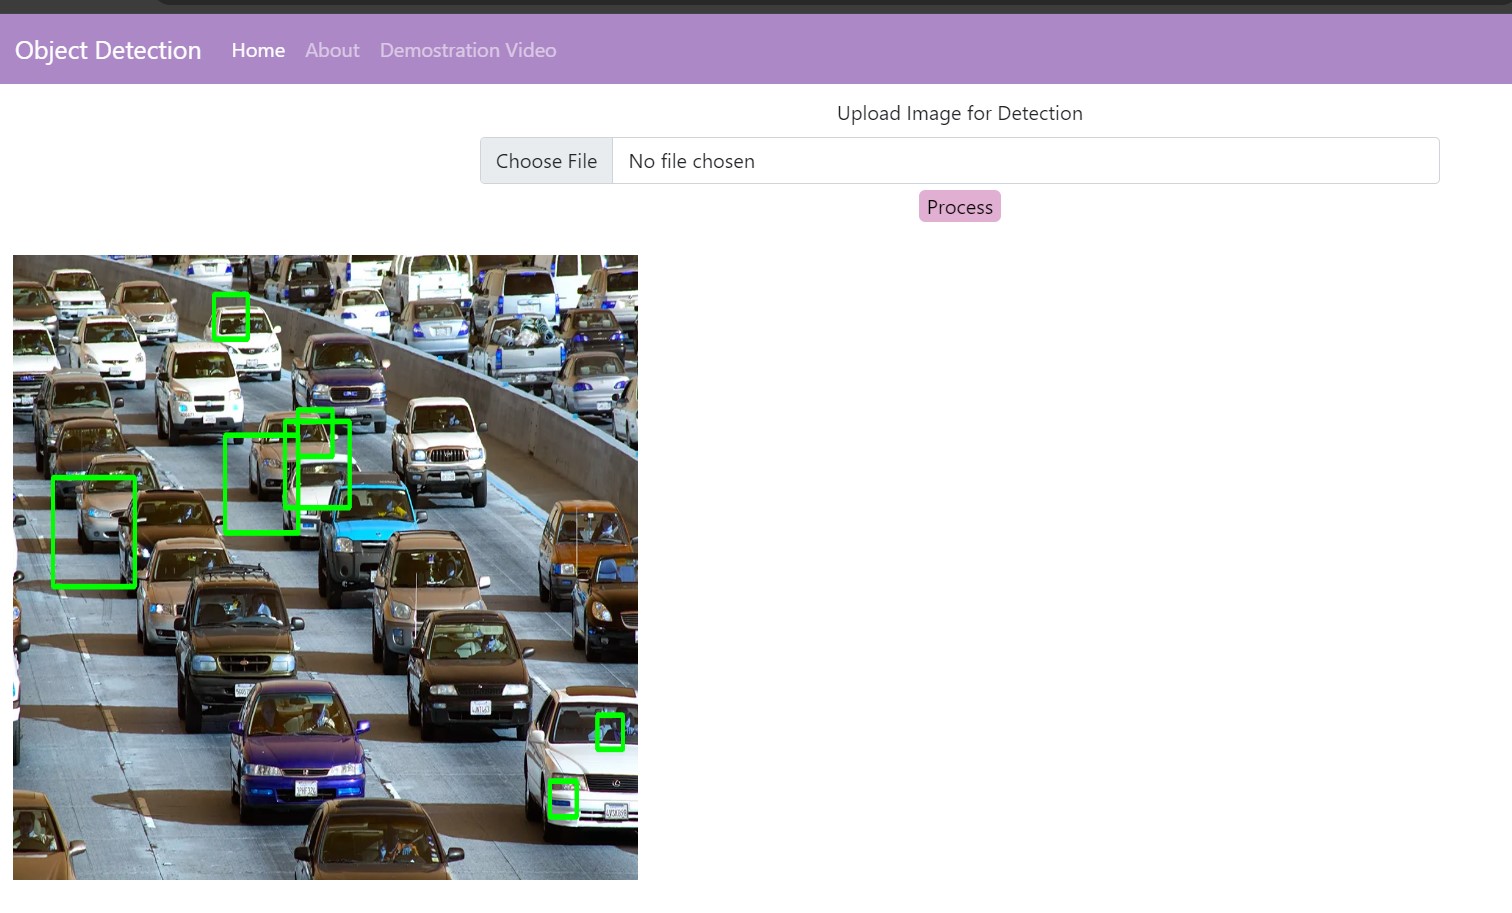 Object Detection Home About Demostration Video
Upload Image for Detection
Choose File No file chosen
Process